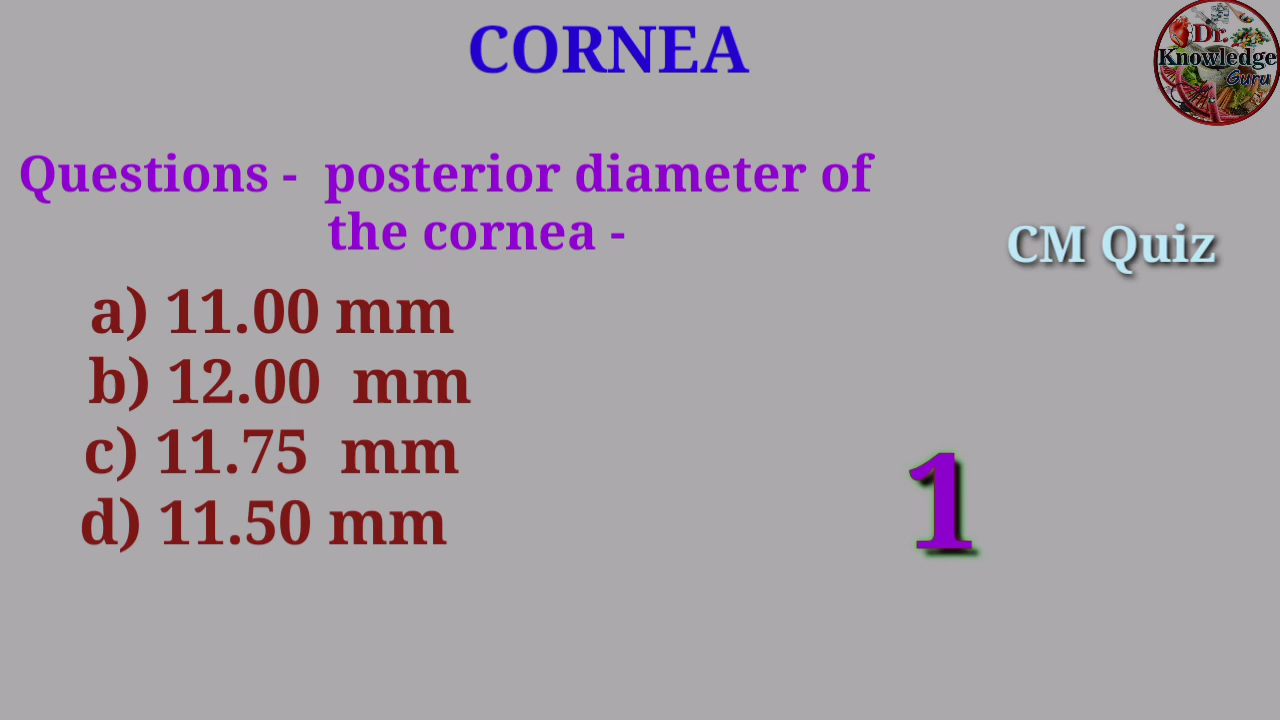 CORNEA
Dr.
Knowledge
Guru
Questions - posterior diameter of
the cornea -
CM Quiz
a) 11.00 mm
b) 12.00 mm
c) 11.75 mm
d) 11.50 mm
1